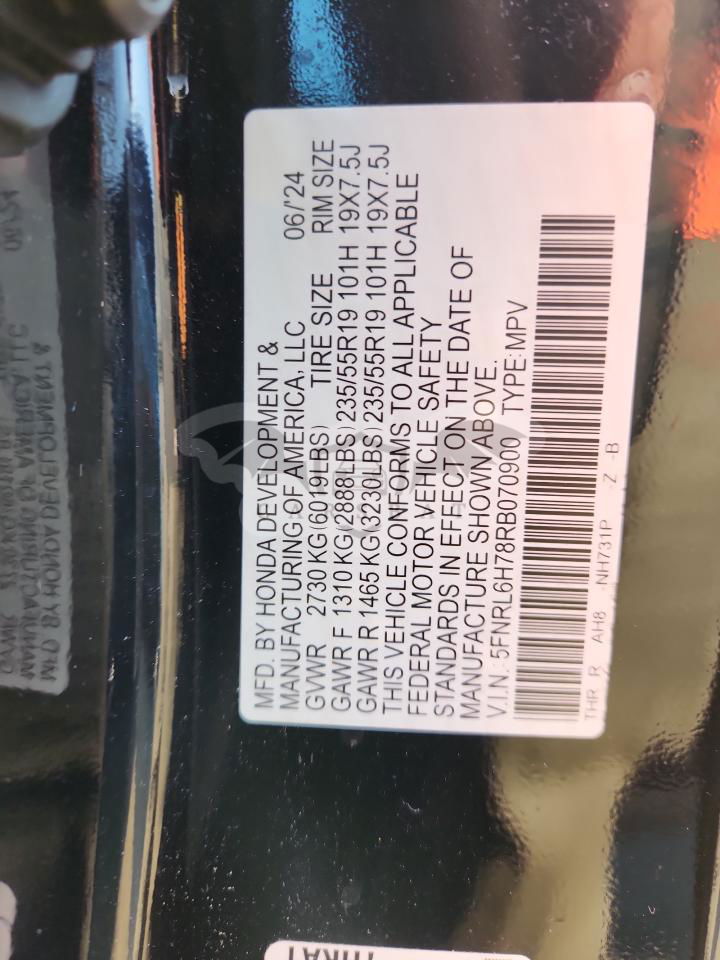 MFD. BY HONDA DEVELOPMENT &
MANUFACTURING OF AMERICA, LLC 06/'24
GVWR 2730 KG(6019LBS) TIRE SIZE RIM SIZE
GAWR F 1310 KG(2888LBS) 235/55R19 101H 19X7.5J
GAWR R 1465 KG(3230LBS) 235/55R19 101H 19X7.5J
THIS VEHICLE CONFORMS TO ALL APPLICABLE
FEDERAL MOTOR VEHICLE SAFETY
STANDARDS IN EFFECT ON THE DATE OF
MANUFACTURE SHOWN ABOVE.
V.I.N.: 5FNRL6H78RB070900 TYPE: MPV
THR R AH8 NH731P Z -B